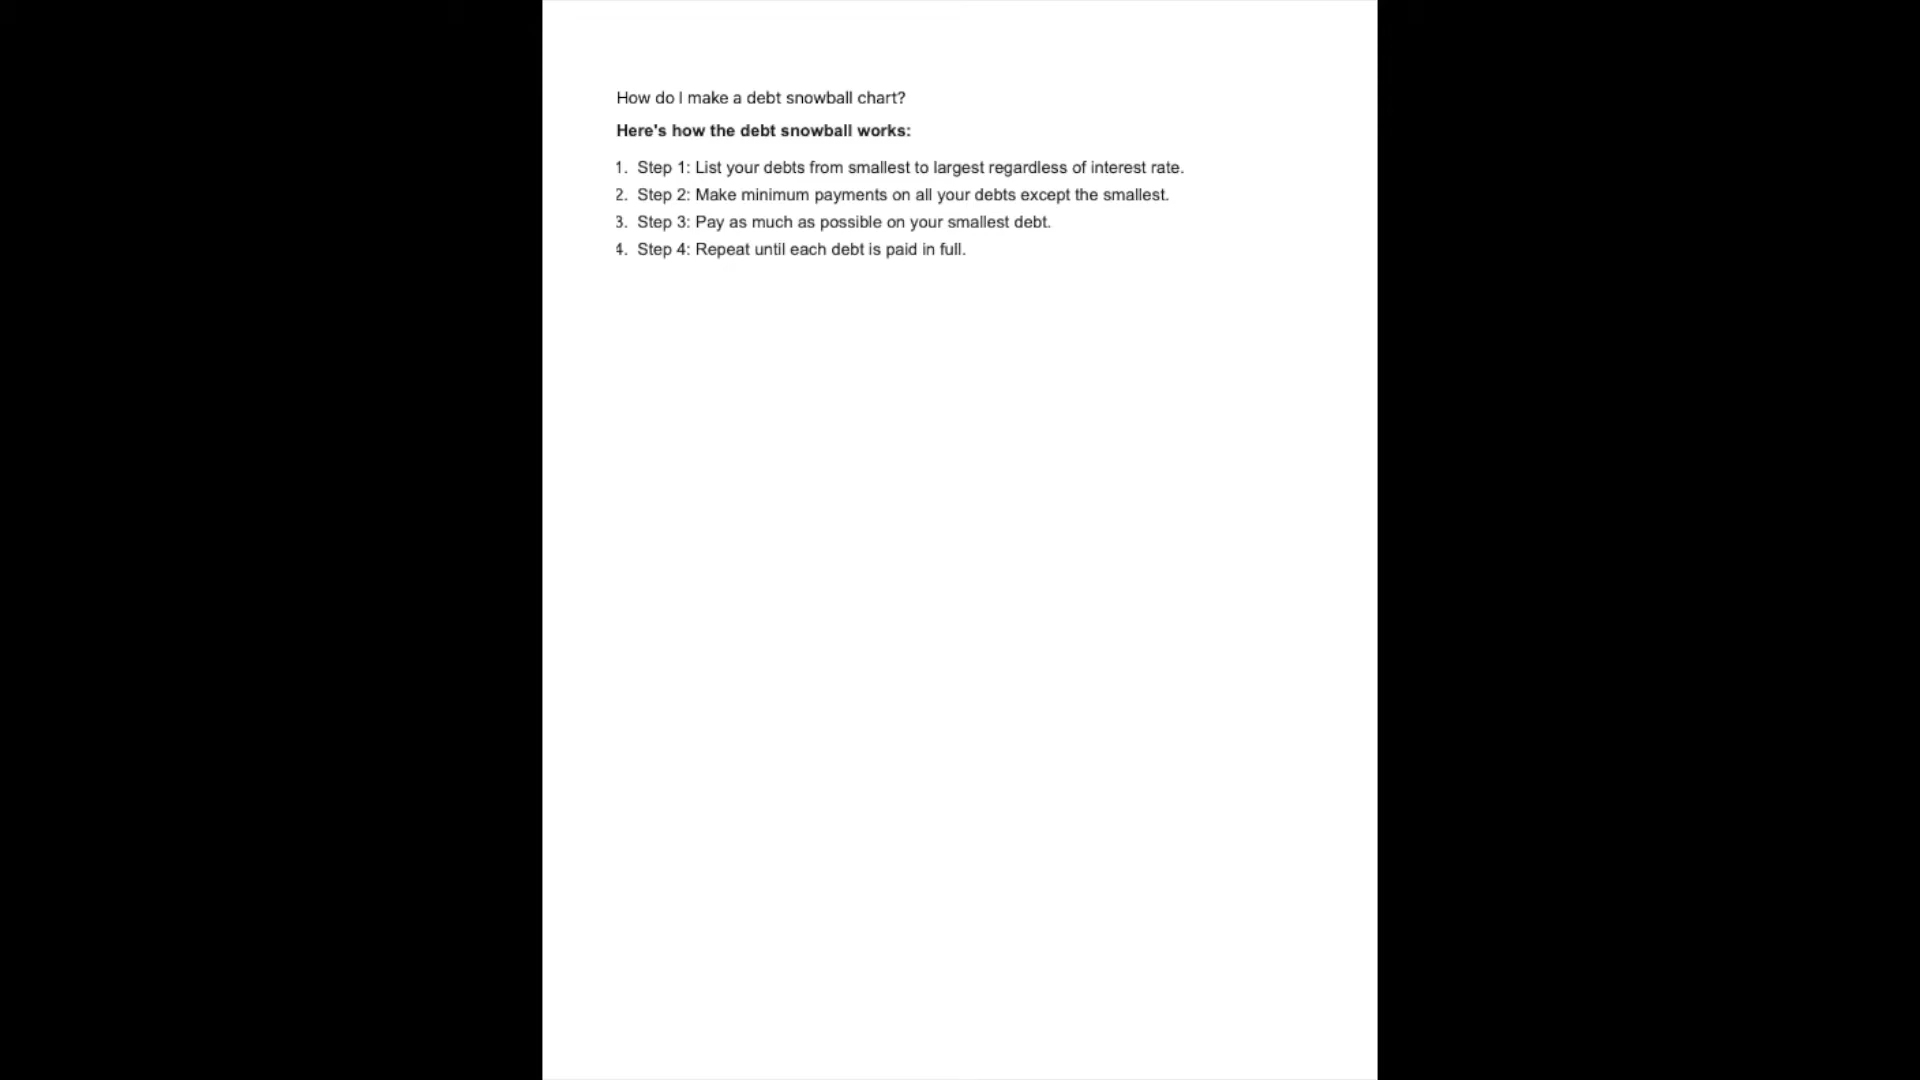 How do I make a debt snowball chart?
Here's how the debt snowball works:
1. Step 1: List your debts from smallest to largest regardless of interest rate.
2. Step 2: Make minimum payments on all your debts except the smallest.
3. Step 3: Pay as much as possible on your smallest debt.
4. Step 4: Repeat until each debt is paid in full.